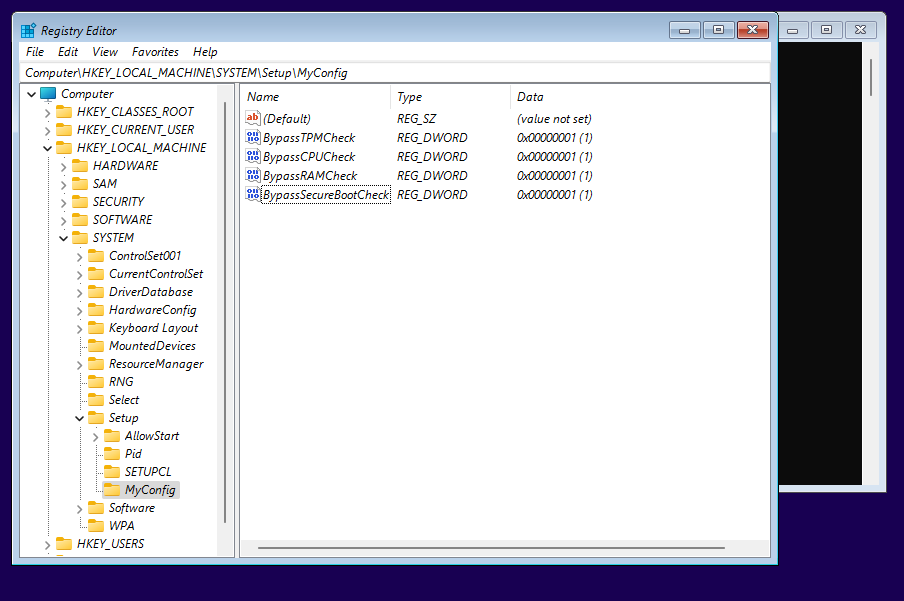 Registry Editor
File Edit View Favorites Help
Computer\HKEY_LOCAL_MACHINE\SYSTEM\Setup\MyConfig
Computer
HKEY_CLASSES_ROOT
HKEY_CURRENT_USER
HKEY_LOCAL_MACHINE
HARDWARE
SAM
SECURITY
SOFTWARE
SYSTEM
ControlSet001
CurrentControlSet
DriverDatabase
HardwareConfig
Keyboard Layout
MountedDevices
ResourceManager
RNG
Select
Setup
AllowStart
Pid
SETUPCL
MyConfig
Software
WPA
HKEY_USERS
Name Type Data
(Default) REG_SZ (value not set)
BypassTPMCheck REG_DWORD 0x00000001 (1)
BypassCPUCheck REG_DWORD 0x00000001 (1)
BypassRAMCheck REG_DWORD 0x00000001 (1)
BypassSecureBootCheck REG_DWORD 0x00000001 (1)